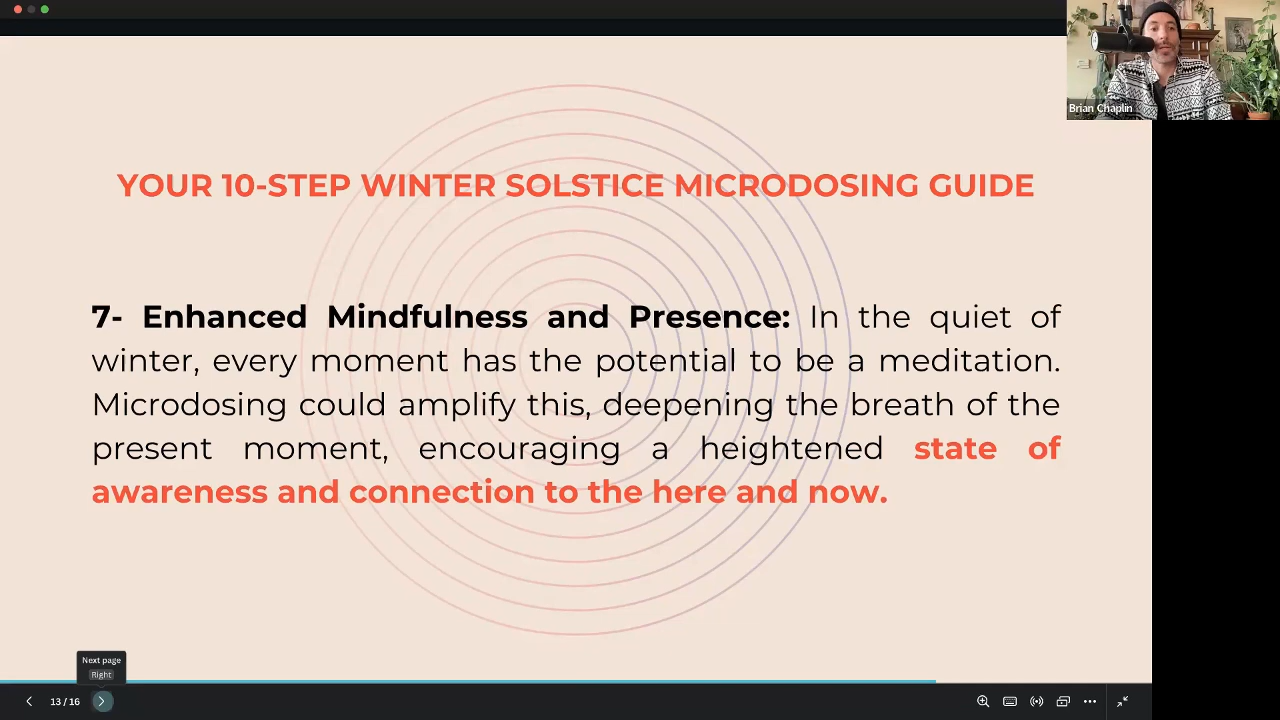 Brian Chaplin
YOUR 10-STEP WINTER SOLSTICE MICRODOSING GUIDE
7- Enhanced Mindfulness and Presence: In the quiet of
winter, every moment has the potential to be a meditation.
Microdosing could amplify this, deepening the breath of the
present moment, encouraging a heightened state of
awareness and connection to the here and now.
Next page
Right
13 / 16